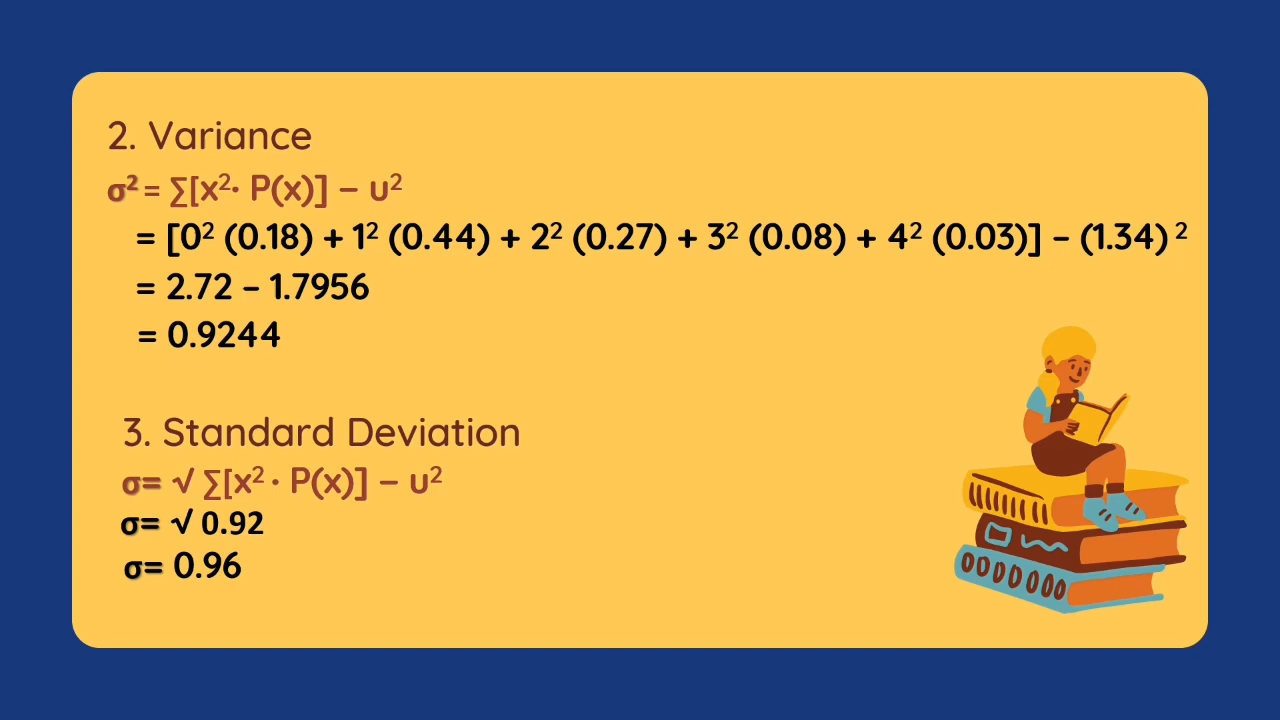 2. Variance
σ² = ∑[x²· P(x)] – υ²
= [0² (0.18) + 1² (0.44) + 2² (0.27) + 3² (0.08) + 4² (0.03)] – (1.34) ²
= 2.72 – 1.7956
= 0.9244
3. Standard Deviation
σ= √ ∑[x² · P(x)] – υ²
σ= √ 0.92
σ= 0.96